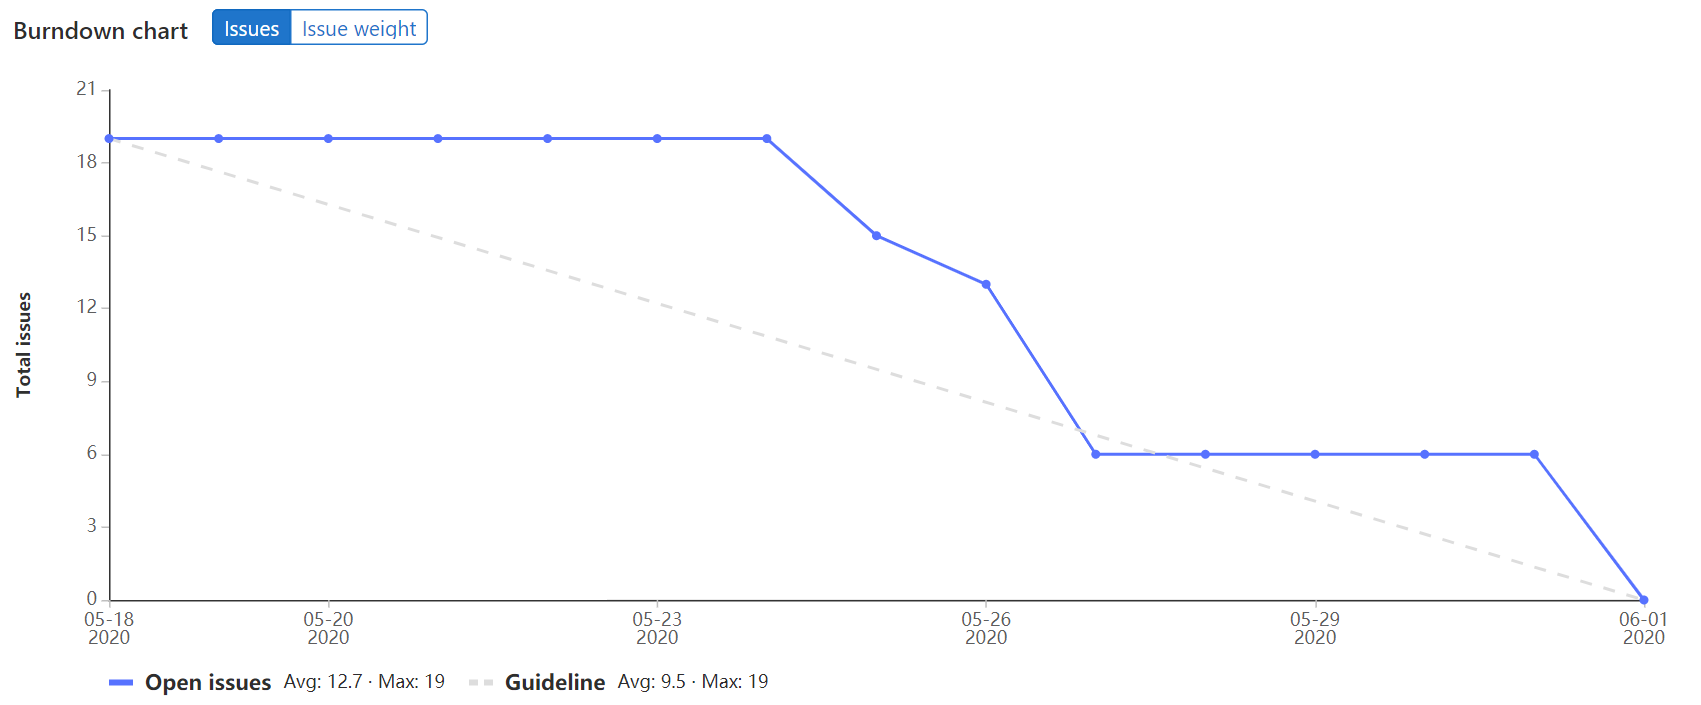 Burndown chart Issues Issue weight
21
18
15
12
9
6
3
0
Total issues
05-18 05-20 05-23 05-26 05-29 06-01
2020 2020 2020 2020 2020 2020
Open issues Avg: 12.7 · Max: 19 Guideline Avg: 9.5 · Max: 19